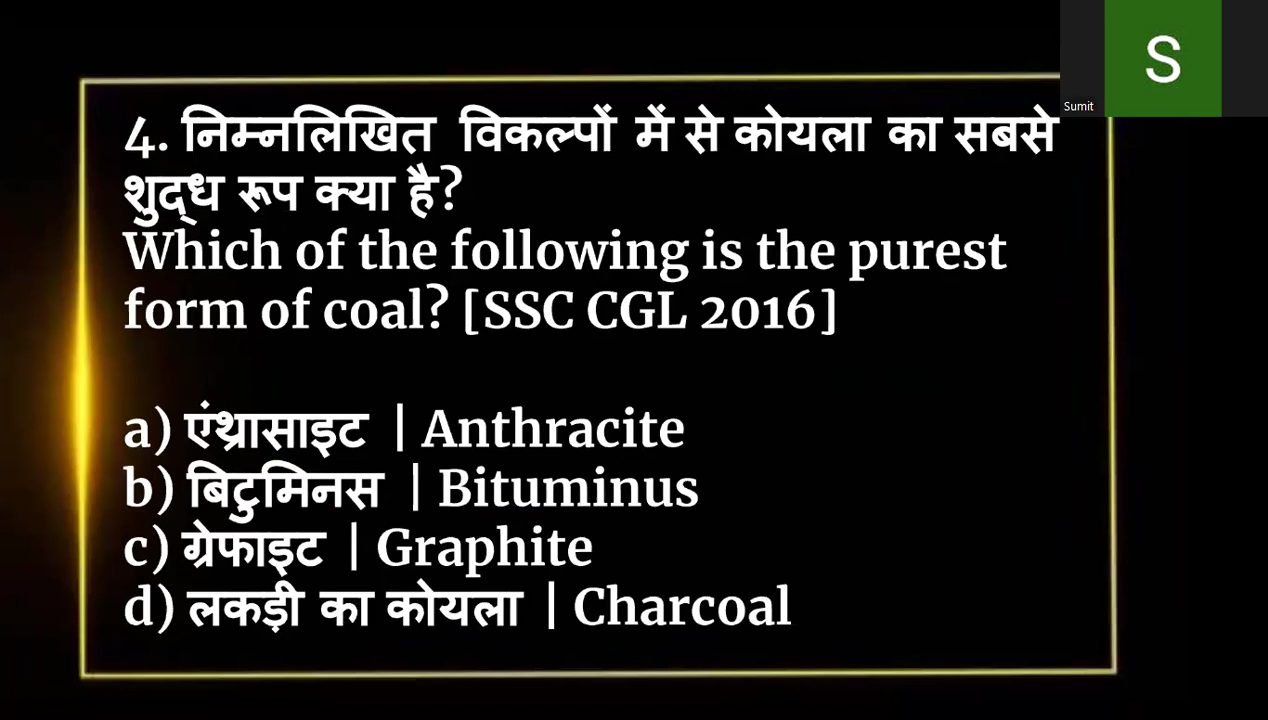 S
Sumit
4. निम्नलिखित विकल्पों में से कोयला का सबसे
शुद्ध रूप क्या है?
Which of the following is the purest
form of coal? [SSC CGL 2016]
a) एंथ्रासाइट | Anthracite
b) बिटुमिनस | Bituminus
c) ग्रेफाइट | Graphite
d) लकड़ी का कोयला | Charcoal